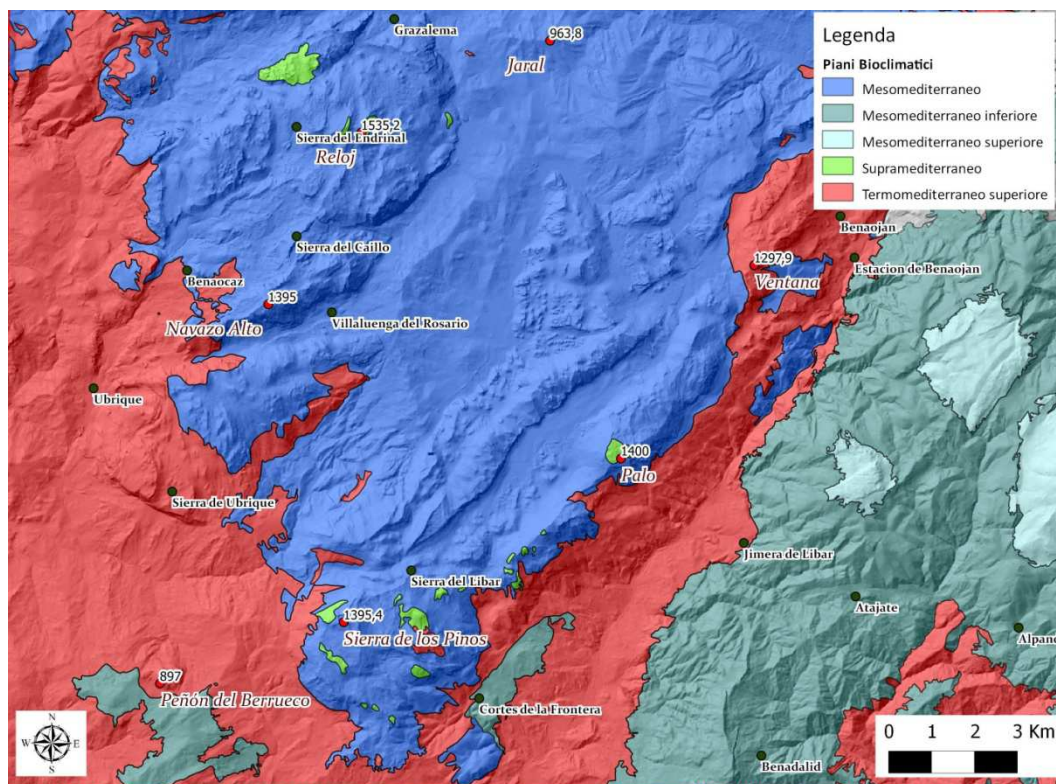 Grazalema
963,8
Jaral
Legenda
Piani Bioclimatici
Mesomediterraneo
Mesomediterraneo inferiore
Mesomediterraneo superiore
Supramediterraneo
Termomediterraneo superiore
1535,2
Sierra del Endrinal
Reloj
Benaojan
Sierra del Caillo
Estacion de Benaojan
1297,9
Ventana
Benaocaz
1395
Navazo Alto
Villaluenga del Rosario
Ubrique
1400
Palo
Sierra de Ubrique
Jimera de Libar
Sierra del Libar
Atajate
1395,4
Sierra de los Pinos
Alpand
897
Peñón del Berrueco
Cortes de la Frontera
Benadalid
N
W E
S
0 1 2 3 Km